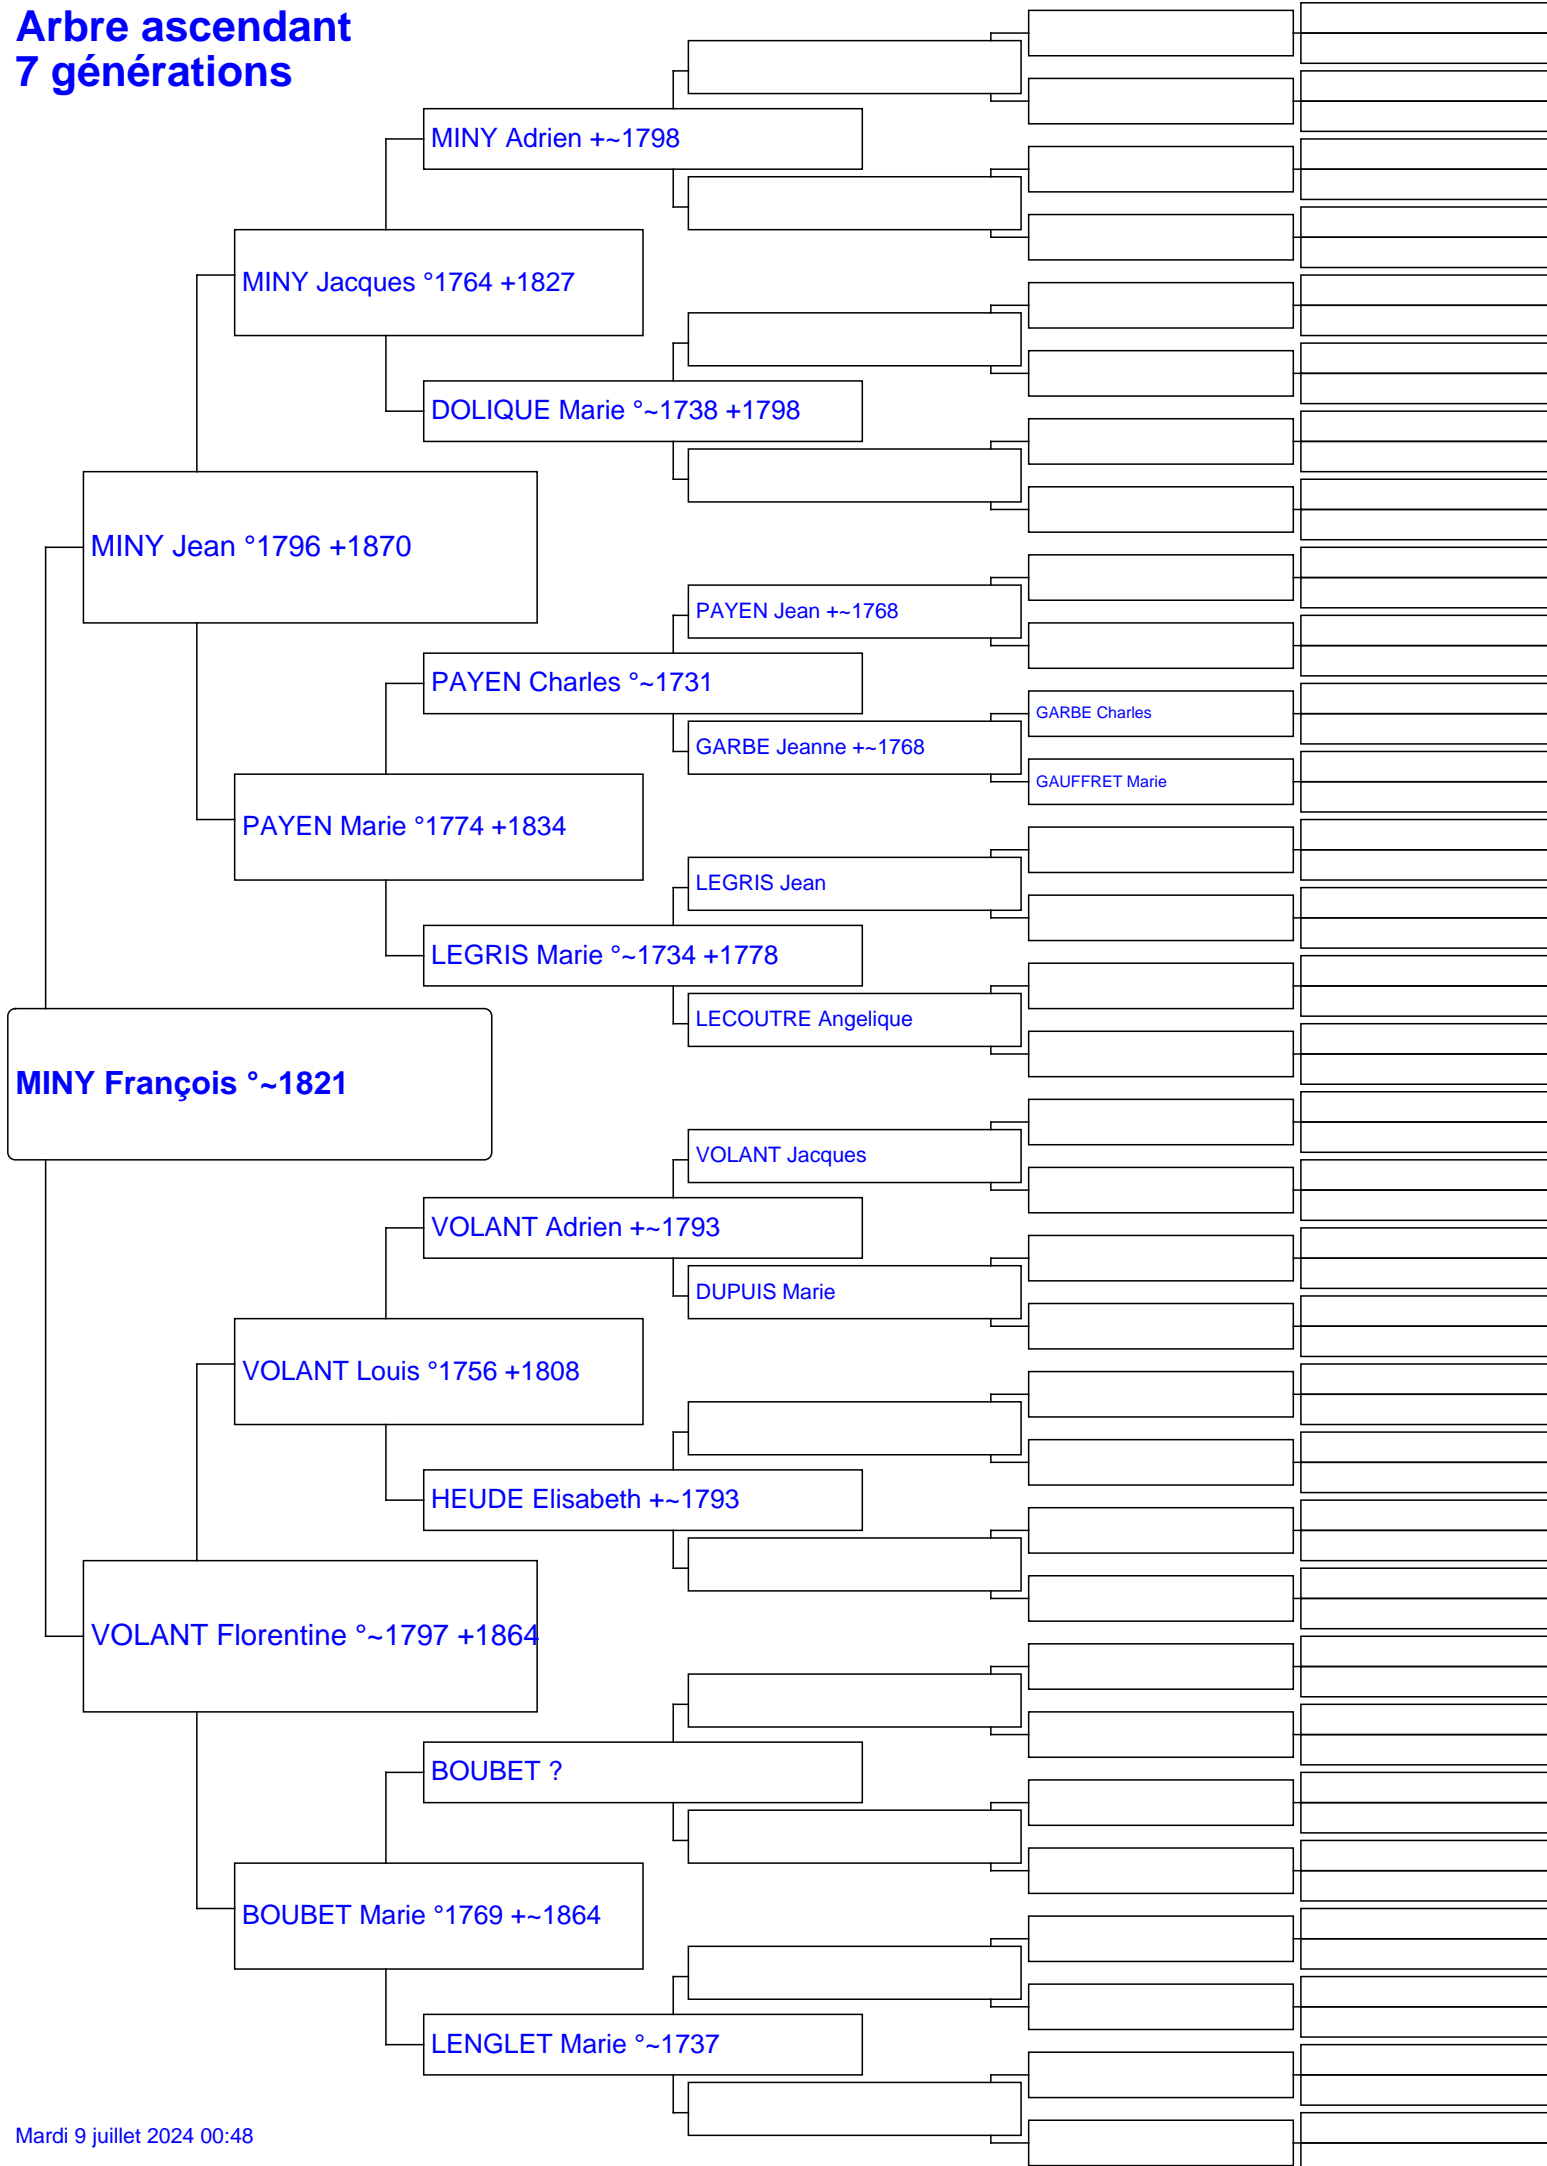 Arbre ascendant
7 générations
MINY Adrien +~1798
MINY Jacques °1764 +1827
DOLIQUE Marie °~1738 +1798
MINY Jean °1796 +1870
PAYEN Jean +~1768
PAYEN Charles °~1731
GARBE Charles
GARBE Jeanne +~1768
GAUFFRET Marie
PAYEN Marie °1774 +1834
LEGRIS Jean
LEGRIS Marie °~1734 +1778
LECOUTRE Angelique
MINY François °~1821
VOLANT Jacques
VOLANT Adrien +~1793
DUPUIS Marie
VOLANT Louis °1756 +1808
HEUDE Elisabeth +~1793
VOLANT Florentine °~1797 +1864
BOUBET ?
BOUBET Marie °1769 +~1864
LENGLET Marie °~1737
Mardi 9 juillet 2024 00:48